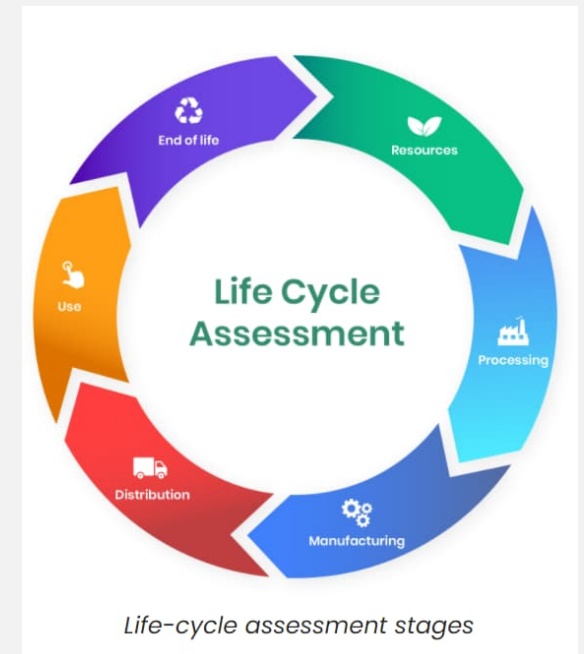 Life Cycle
Assessment
Resources
Processing
Manufacturing
Distribution
Use
End of life
Life-cycle assessment stages